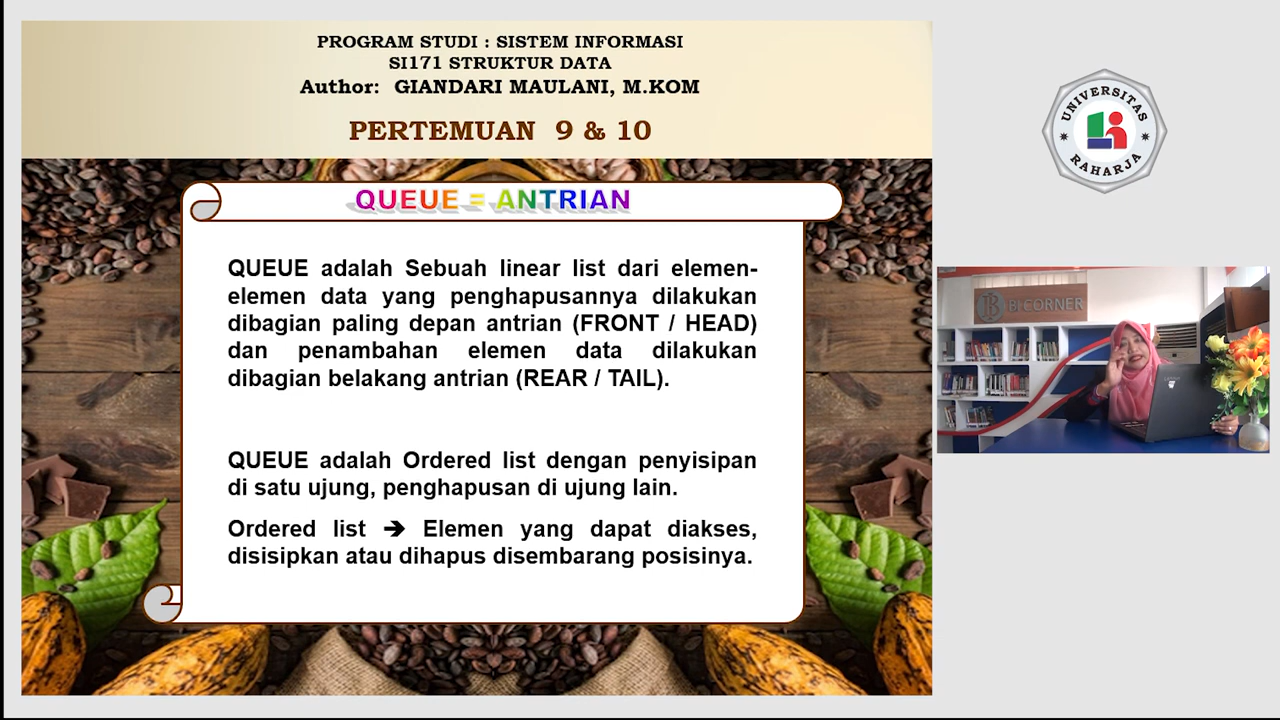 PROGRAM STUDI : SISTEM INFORMASI
SI171 STRUKTUR DATA
Author: GIANDARI MAULANI, M.KOM
PERTEMUAN 9 & 10
QUEUE = ANTRIAN
QUEUE adalah Sebuah linear list dari elemen-
elemen data yang penghapusannya dilakukan
dibagian paling depan antrian (FRONT / HEAD)
dan penambahan elemen data dilakukan
dibagian belakang antrian (REAR / TAIL).
QUEUE adalah Ordered list dengan penyisipan
di satu ujung, penghapusan di ujung lain.
Ordered list ➔ Elemen yang dapat diakses,
disisipkan atau dihapus disembarang posisinya.
UNIVERSITAS
RAHARJA
BI CORNER